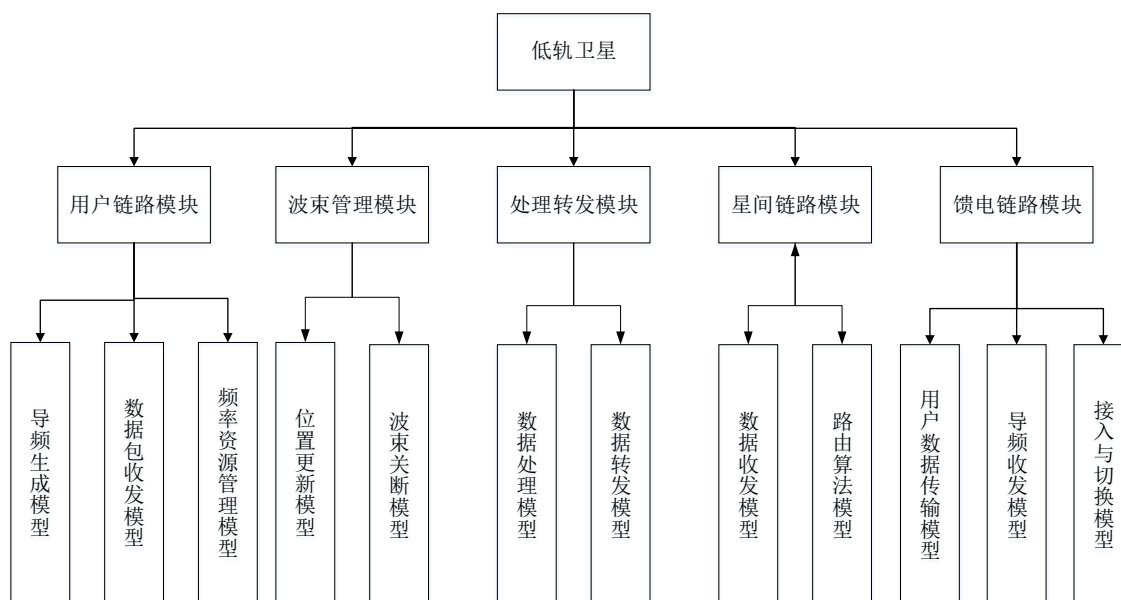 低轨卫星
用户链路模块
波束管理模块
处理转发模块
星间链路模块
馈电链路模块
导频生成模型
数据包收发模型
频率资源管理模型
位置更新模型
波束关断模型
数据处理模型
数据转发模型
数据收发模型
路由算法模型
用户数据传输模型
导频收发模型
接入与切换模型